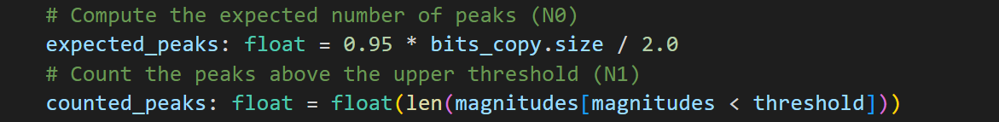 # Compute the expected number of peaks (N0)
expected_peaks: float = 0.95 * bits_copy.size / 2.0
# Count the peaks above the upper threshold (N1)
counted_peaks: float = float(len(magnitudes[magnitudes < threshold]))